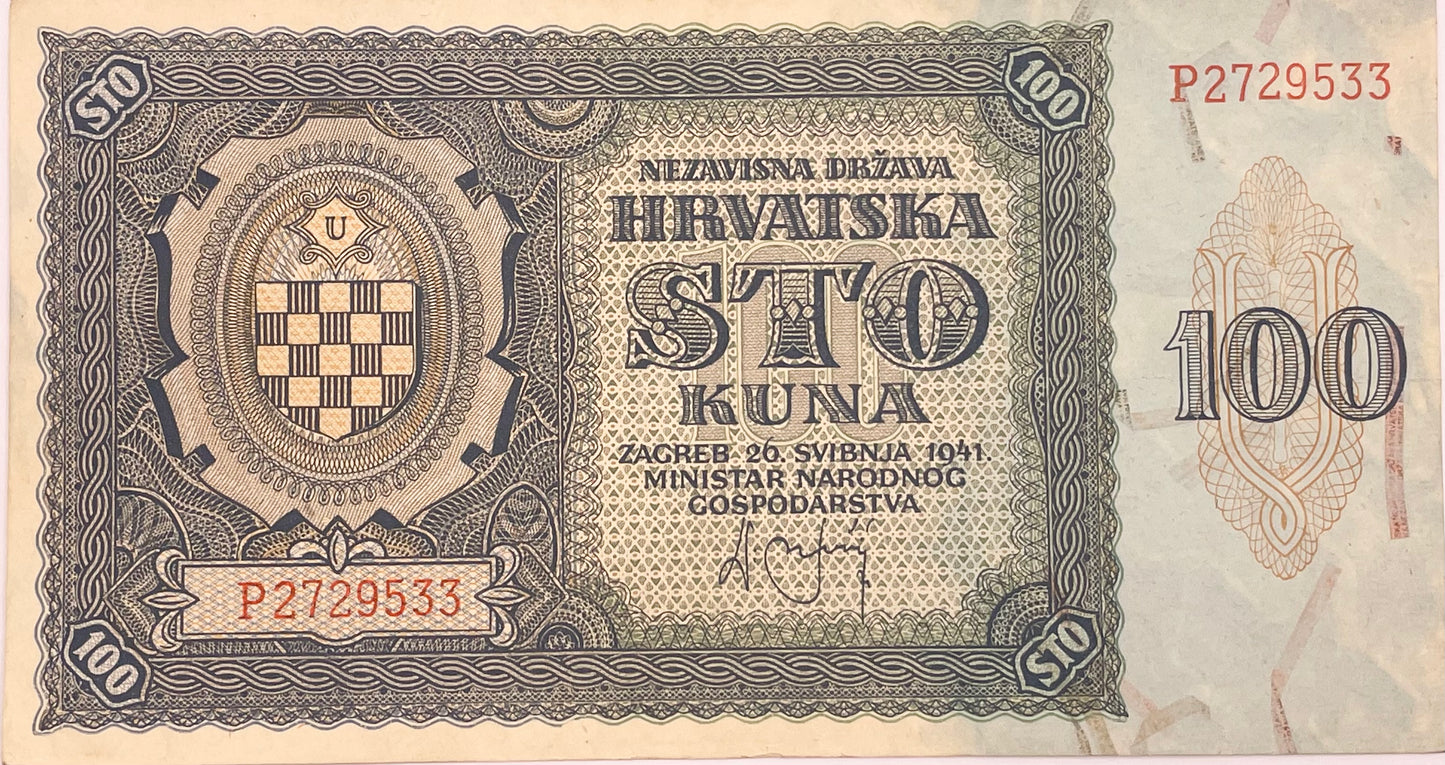 STO
100
P2729533
U
NEZAVISNA DRŽAVA
HRVATSKA
STO
KUNA
ZAGREB 26. SVIBNJA 1941.
MINISTAR NARODNOG
GOSPODARSTVA
100
P2729533
100
STO